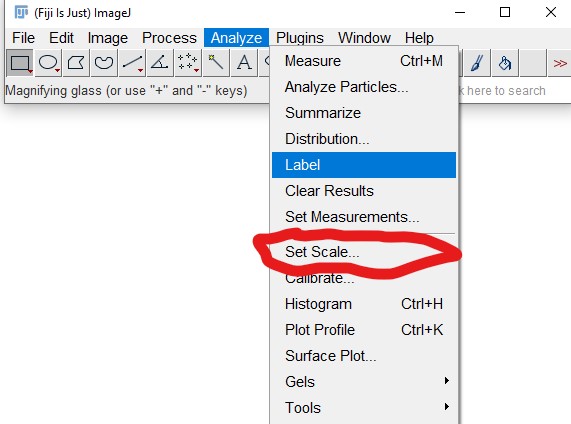 (Fiji Is Just) ImageJ
File Edit Image Process Analyze Plugins Window Help
A >>
Magnifying glass (or use "+" and "-" keys) k here to search
Measure Ctrl+M
Analyze Particles...
Summarize
Distribution...
Label
Clear Results
Set Measurements...
Set Scale...
Calibrate...
Histogram Ctrl+H
Plot Profile Ctrl+K
Surface Plot...
Gels
Tools